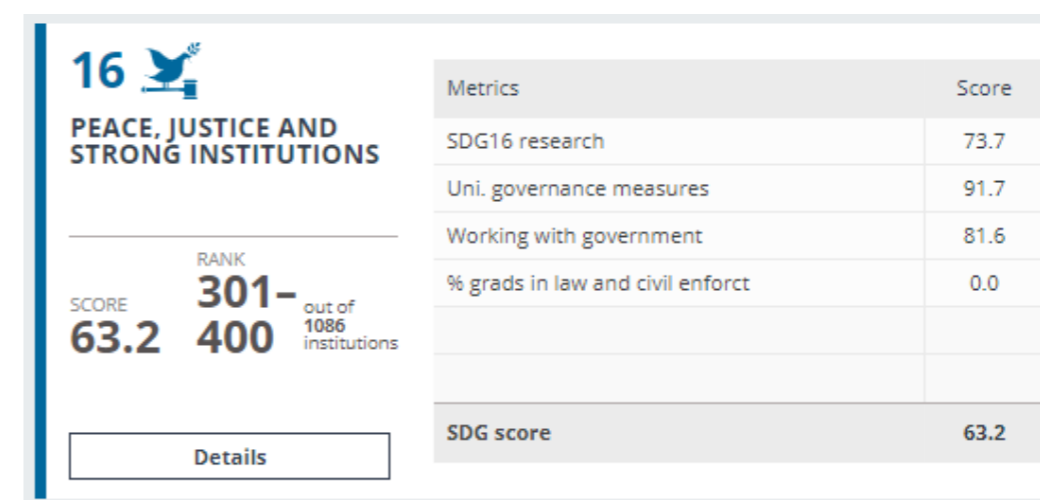 16
PEACE, JUSTICE AND
STRONG INSTITUTIONS
SCORE
63.2
RANK
301–
400
out of
1086
institutions
Details
Metrics Score
SDG16 research 73.7
Uni. governance measures 91.7
Working with government 81.6
% grads in law and civil enforct 0.0
SDG score 63.2